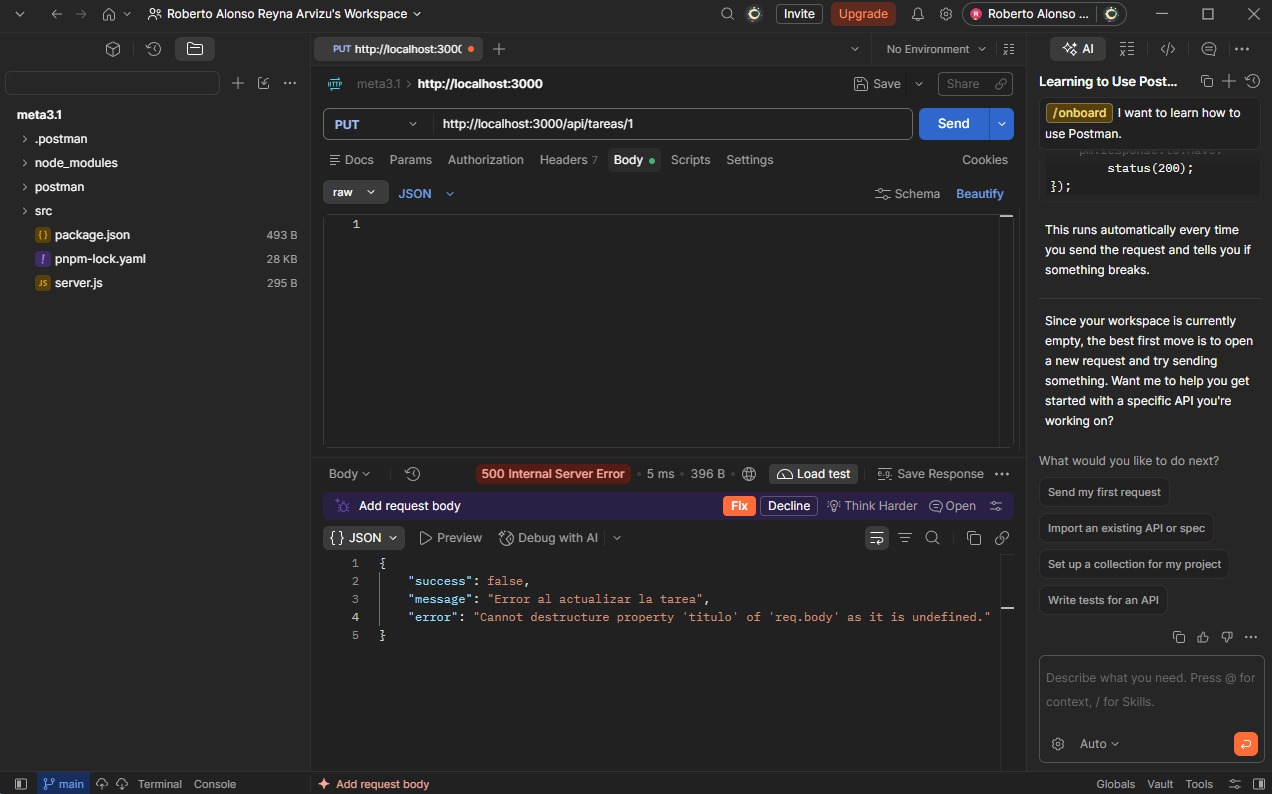 Roberto Alonso Reyna Arvizu's Workspace
Invite
Upgrade
Roberto Alonso ...
PUT http://localhost:3000
No Environment
AI
meta3.1
.postman
node_modules
postman
src
package.json 493 B
pnpm-lock.yaml 28 KB
server.js 295 B
HTTP meta3.1 > http://localhost:3000
Save
Share
PUT
http://localhost:3000/api/tareas/1
Send
Docs Params Authorization Headers 7 Body Scripts Settings Cookies
raw JSON Schema Beautify
1
Body 500 Internal Server Error • 5 ms • 396 B Load test e.g. Save Response
Add request body Fix Decline Think Harder Open
{} JSON Preview Debug with AI
1 {
2 "success": false,
3 "message": "Error al actualizar la tarea",
4 "error": "Cannot destructure property 'titulo' of 'req.body' as it is undefined."
5 }
Learning to Use Post...
/onboard I want to learn how to
use Postman.
status(200);
});
This runs automatically every time
you send the request and tells you if
something breaks.
Since your workspace is currently
empty, the best first move is to open
a new request and try sending
something. Want me to help you get
started with a specific API you're
working on?
What would you like to do next?
Send my first request
Import an existing API or spec
Set up a collection for my project
Write tests for an API
Describe what you need. Press @ for
context, / for Skills.
Auto
main Terminal Console Add request body Globals Vault Tools